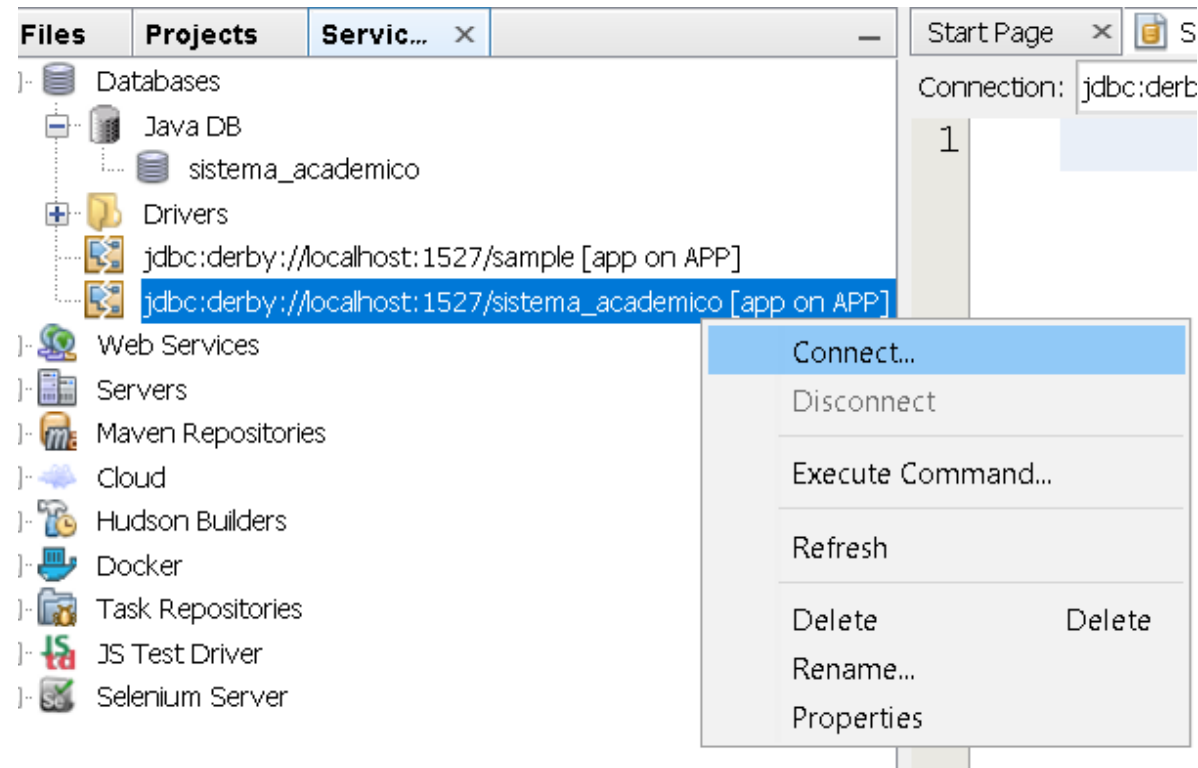 Files Projects Servic... Start Page S
Databases
Connection: jdbc:derb
Java DB
1
sistema_academico
Drivers
jdbc:derby://localhost:1527/sample [app on APP]
jdbc:derby://localhost:1527/sistema_academico [app on APP]
Web Services
Servers
Maven Repositories
Cloud
Hudson Builders
Docker
Task Repositories
JS Test Driver
Selenium Server
Connect...
Disconnect
Execute Command...
Refresh
Delete Delete
Rename...
Properties